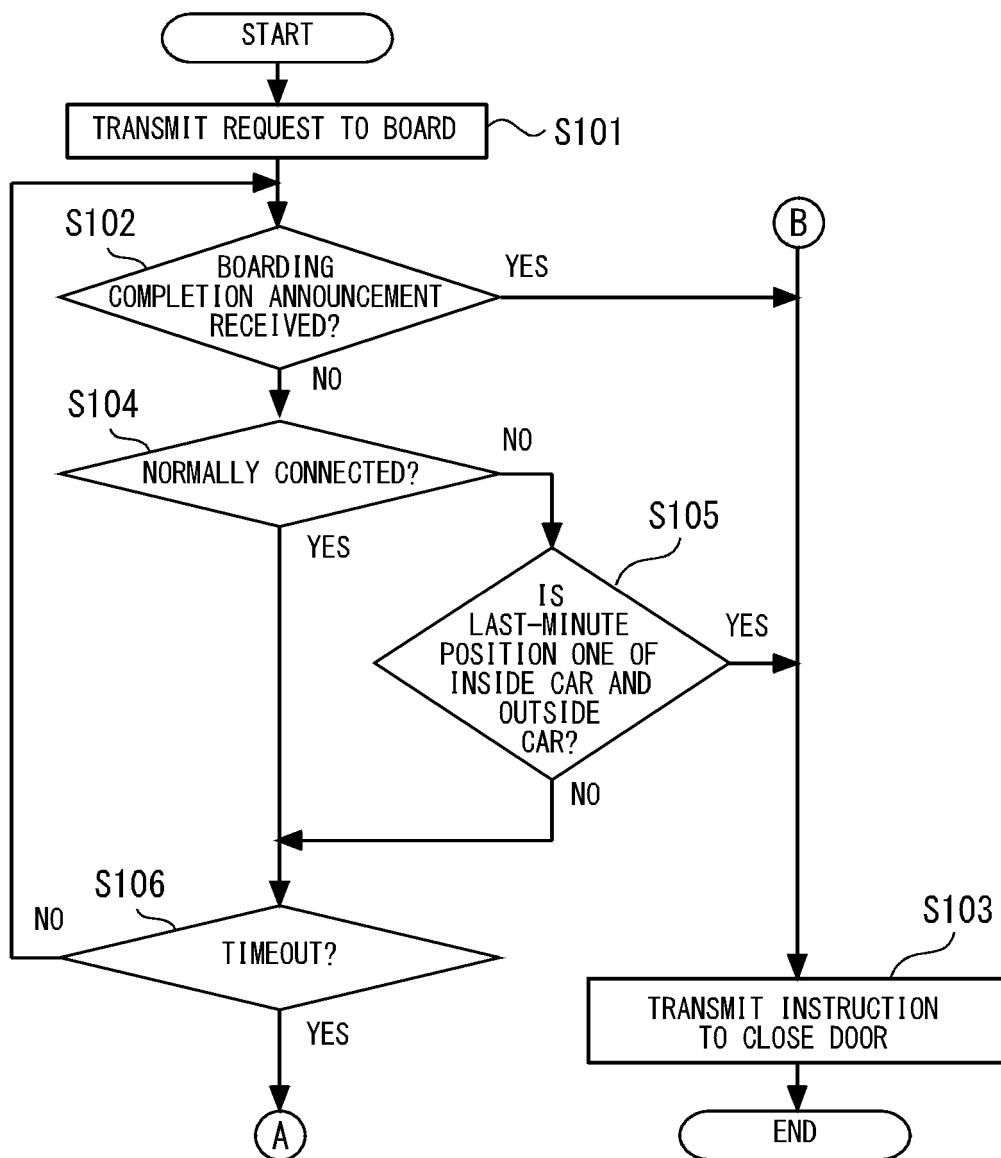 START
TRANSMIT REQUEST TO BOARD
S101
S102
BOARDING
COMPLETION ANNOUNCEMENT
RECEIVED?
YES
B
NO
S104
NORMALLY CONNECTED?
NO
YES
S105
IS
LAST-MINUTE
POSITION ONE OF
INSIDE CAR AND
OUTSIDE
CAR?
YES
NO
S106
NO
TIMEOUT?
YES
A
S103
TRANSMIT INSTRUCTION
TO CLOSE DOOR
END